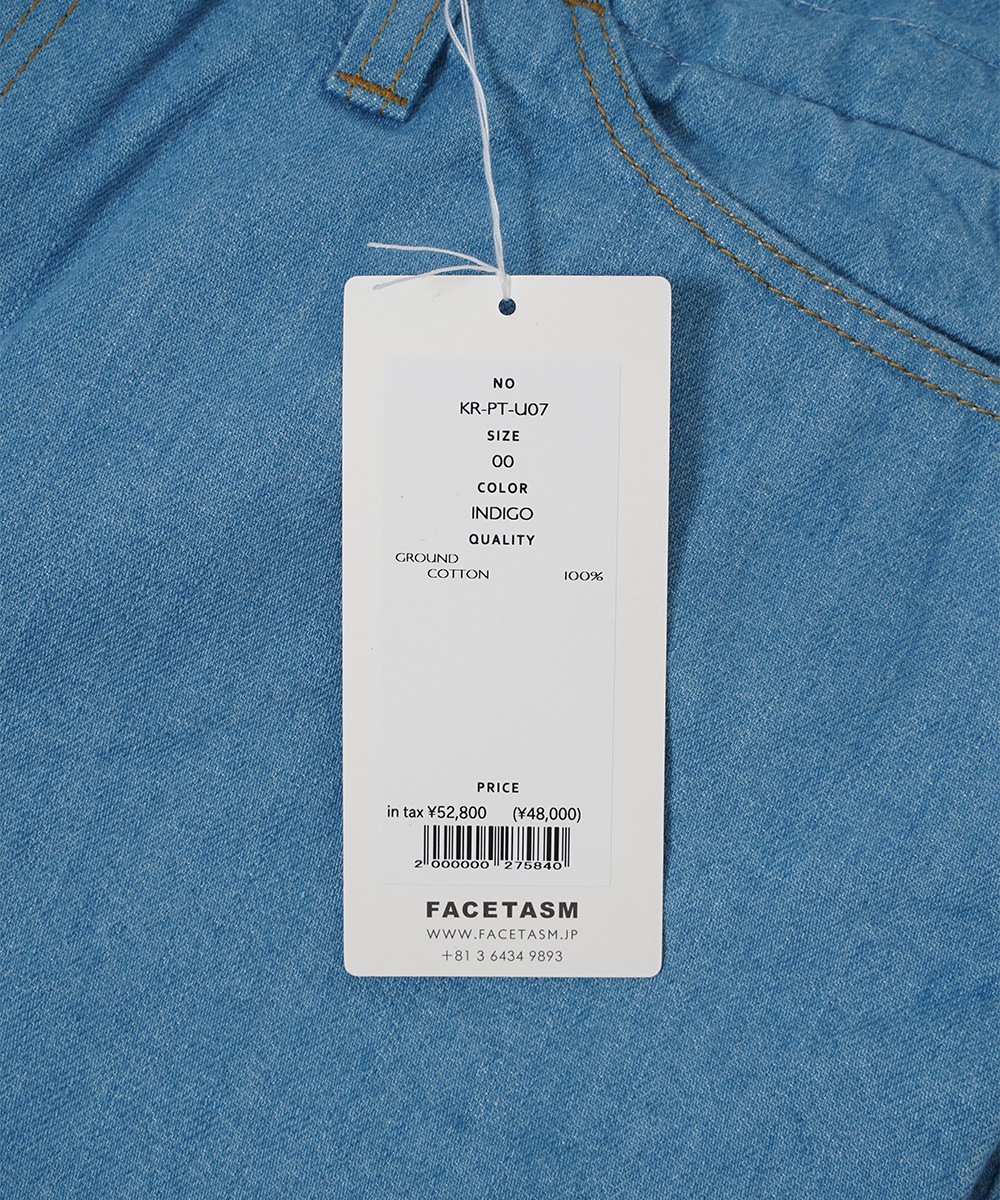 NO
KR-PT-U07
SIZE
00
COLOR
INDIGO
QUALITY
GROUND
COTTON 100%
PRICE
in tax ¥52,800 (¥48,000)
2 000000 275840
FACETASM
WWW.FACETASM.JP
+81 3 6434 9893